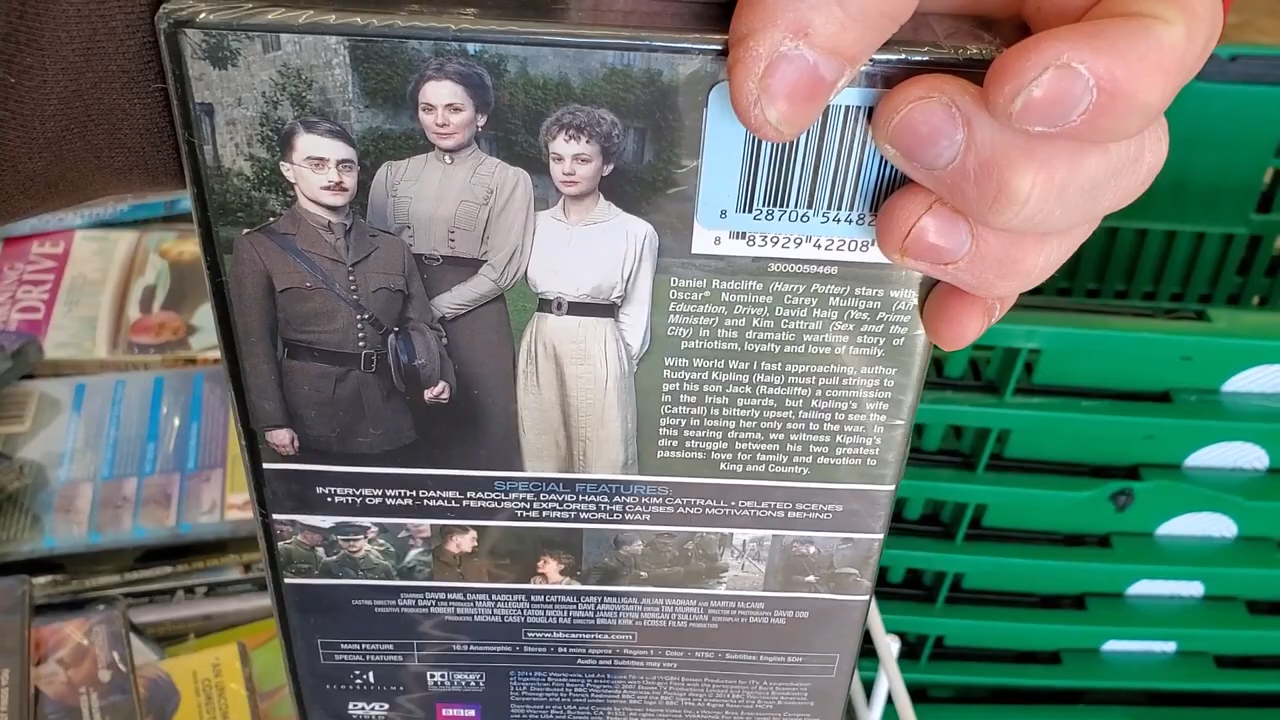 NING
DRIVE
8 28706 54482
8 83929 42208
3000059466
Daniel Radcliffe (Harry Potter) stars with
Oscar® Nominee Carey Mulligan (An
Education, Drive), David Haig (Yes, Prime
Minister) and Kim Cattrall (Sex and the
City) in this dramatic wartime story of
patriotism, loyalty and love of family.
With World War I fast approaching, author
Rudyard Kipling (Haig) must pull strings to
get his son Jack (Radcliffe) a commission
in the Irish guards, but Kipling's wife
(Cattrall) is bitterly upset, failing to see the
glory in losing her only son to the war. In
this searing drama, we witness Kipling's
dire struggle between his two greatest
passions: love for family and devotion to
King and Country.
SPECIAL FEATURES:
INTERVIEW WITH DANIEL RADCLIFFE, DAVID HAIG, AND KIM CATTRALL • DELETED SCENES
• PITY OF WAR – NIALL FERGUSON EXPLORES THE CAUSES AND MOTIVATIONS BEHIND
THE FIRST WORLD WAR
STARRING DAVID HAIG, DANIEL RADCLIFFE, KIM CATTRALL, CAREY MULLIGAN, JULIAN WADHAM AND MARTIN McCANN
CASTING DIRECTOR GARY DAVY LINE PRODUCER MARY ALLEGUEN COSTUME DESIGNER DAVE ARROWSMITH EDITOR TIM MURRELL DIRECTOR OF PHOTOGRAPHY DAVID ODD
EXECUTIVE PRODUCERS ROBERT BERNSTEIN REBECCA EATON NICOLE FINNAN JAMES FLYNN MORGAN O'SULLIVAN SCREENPLAY BY DAVID HAIG
PRODUCERS MICHAEL CASEY DOUGLAS RAE DIRECTOR BRIAN KIRK AN ECOSSE FILMS PRODUCTION
www.bbcamerica.com
MAIN FEATURE 16:9 Anamorphic • Stereo • 84 mins approx • Region 1 • Color • NTSC • Subtitles: English SDH
SPECIAL FEATURES Audio and Subtitles may vary
ECOSSE FILMS
DOLBY
DIGITAL
DVD
VIDEO
BBC